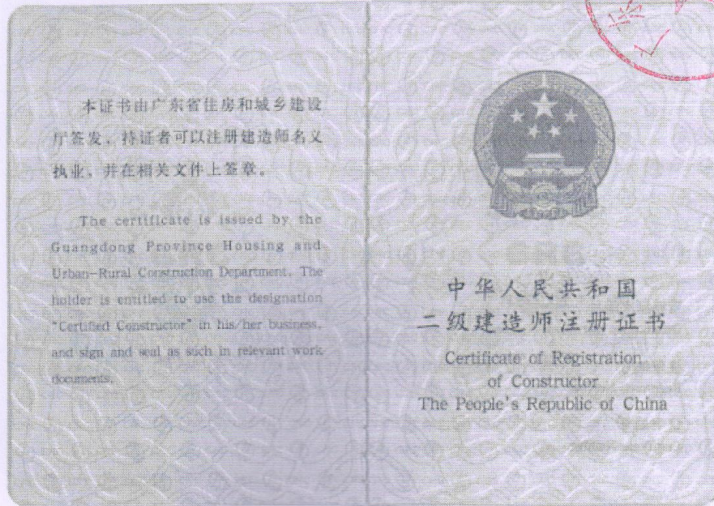 本证书由广东省住房和城乡建设
厅签发，持证者可以注册建造师名义
执业，并在相关文件上签章。
The certificate is issued by the
Guangdong Province Housing and
Urban-Rural Construction Department. The
holder is entitled to use the designation
"Certified Constructor" in his/her business,
and sign and seal as such in relevant work
documents.
中华人民共和国
二级建造师注册证书
Certificate of Registration
of Constructor
The People's Republic of China